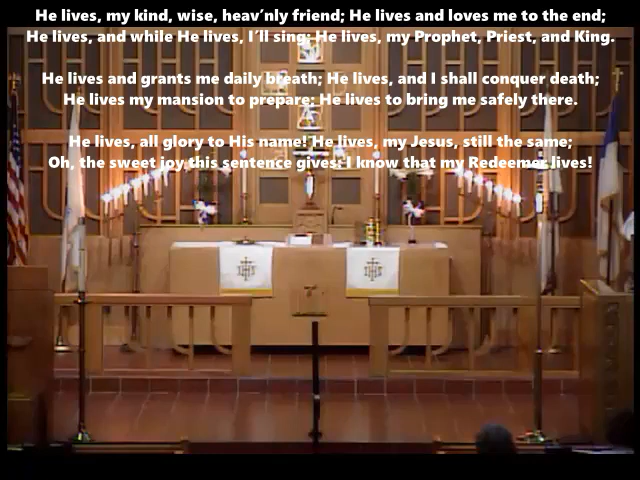 He lives, my kind, wise, heav’nly friend; He lives and loves me to the end;
He lives, and while He lives, I’ll sing; He lives, my Prophet, Priest, and King.
He lives and grants me daily breath; He lives, and I shall conquer death;
He lives my mansion to prepare; He lives to bring me safely there.
He lives, all glory to His name! He lives, my Jesus, still the same;
Oh, the sweet joy this sentence gives: I know that my Redeemer lives!
IHS IHS